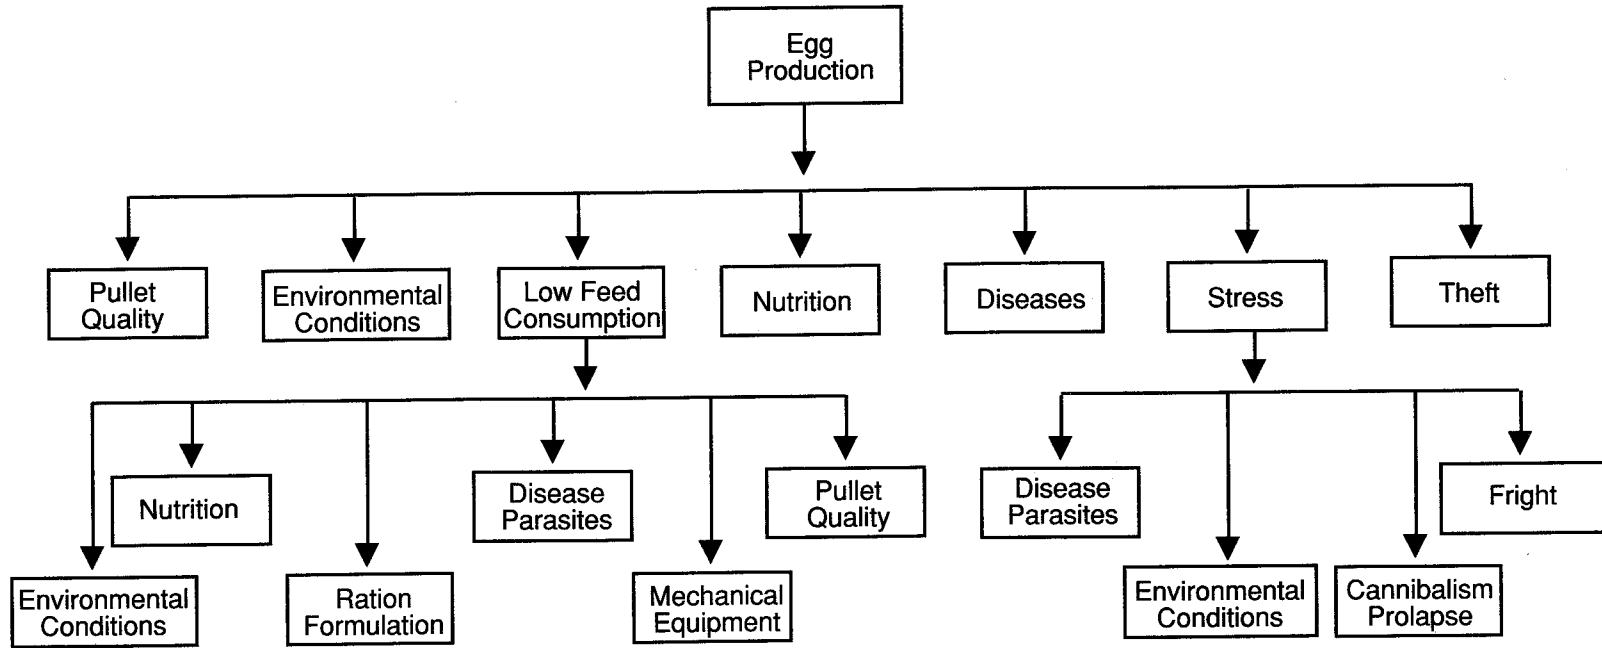 Egg
Production
Pullet
Quality
Environmental
Conditions
Low Feed
Consumption
Nutrition
Diseases
Stress
Theft
Nutrition
Disease
Parasites
Pullet
Quality
Disease
Parasites
Fright
Environmental
Conditions
Ration
Formulation
Mechanical
Equipment
Environmental
Conditions
Cannibalism
Prolapse